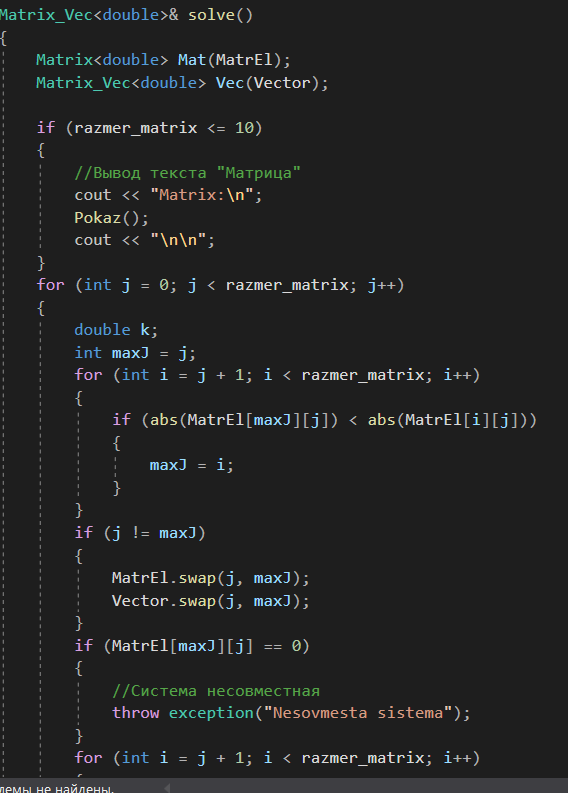 Matrix_Vec<double>& solve()
{
Matrix<double> Mat(MatrEl);
Matrix_Vec<double> Vec(Vector);
if (razmer_matrix <= 10)
{
//Вывод текста "Матрица"
cout << "Matrix:\n";
Pokaz();
cout << "\n\n";
}
for (int j = 0; j < razmer_matrix; j++)
{
double k;
int maxJ = j;
for (int i = j + 1; i < razmer_matrix; i++)
{
if (abs(MatrEl[maxJ][j]) < abs(MatrEl[i][j]))
{
maxJ = i;
}
}
if (j != maxJ)
{
MatrEl.swap(j, maxJ);
Vector.swap(j, maxJ);
}
if (MatrEl[maxJ][j] == 0)
{
//Система несовместная
throw exception("Nesovmesta sistema");
}
for (int i = j + 1; i < razmer_matrix; i++)
{
лемы не найдены.